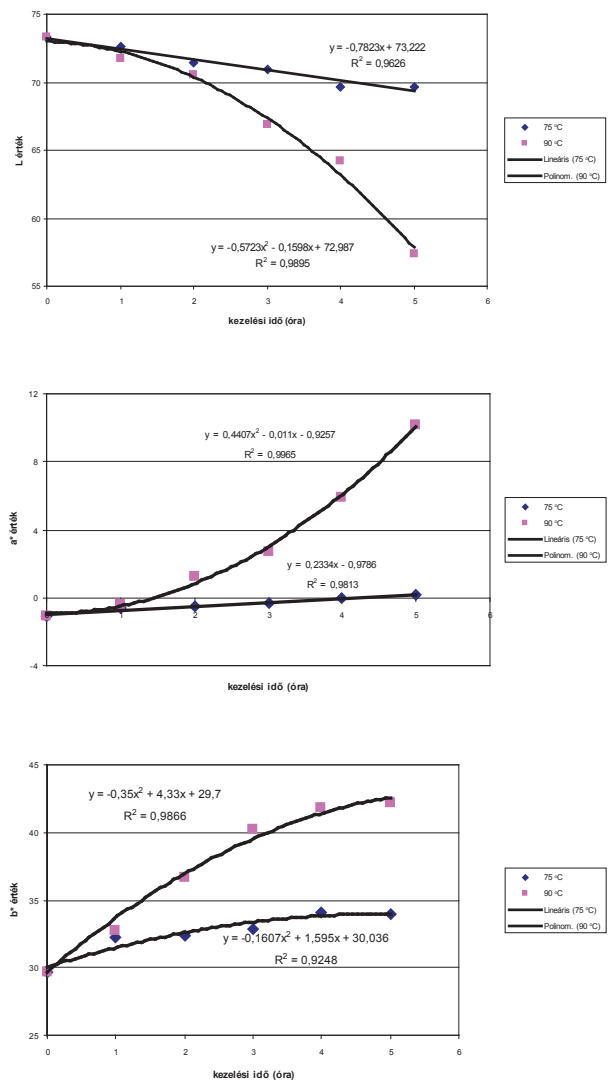 75
70
65
60
55
L érték
y = -0,7823x + 73,222
R² = 0,9626
y = -0,5723x² - 0,1598x + 72,987
R² = 0,9895
0 1 2 3 4 5 6
kezelési idő (óra)
75 °C
90 °C
Lineáris (75 °C)
Polinom. (90 °C)
12
8
4
0
-4
a* érték
y = 0,4407x² - 0,011x - 0,9257
R² = 0,9965
y = 0,2334x - 0,9786
R² = 0,9813
0 1 2 3 4 5 6
kezelési idő (óra)
75 °C
90 °C
Lineáris (75 °C)
Polinom. (90 °C)
45
40
35
30
25
b* érték
y = -0,35x² + 4,33x + 29,7
R² = 0,9866
y = -0,1607x² + 1,595x + 30,036
R² = 0,9248
0 1 2 3 4 5 6
kezelési idő (óra)
75 °C
90 °C
Lineáris (75 °C)
Polinom. (90 °C)